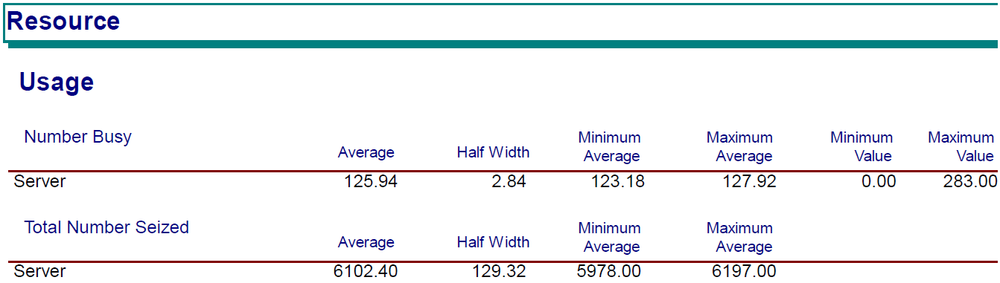 Resource
Usage
Number Busy Average Half Width Minimum Average Maximum Average Minimum Value Maximum Value
Server 125.94 2.84 123.18 127.92 0.00 283.00
Total Number Seized Average Half Width Minimum Average Maximum Average
Server 6102.40 129.32 5978.00 6197.00